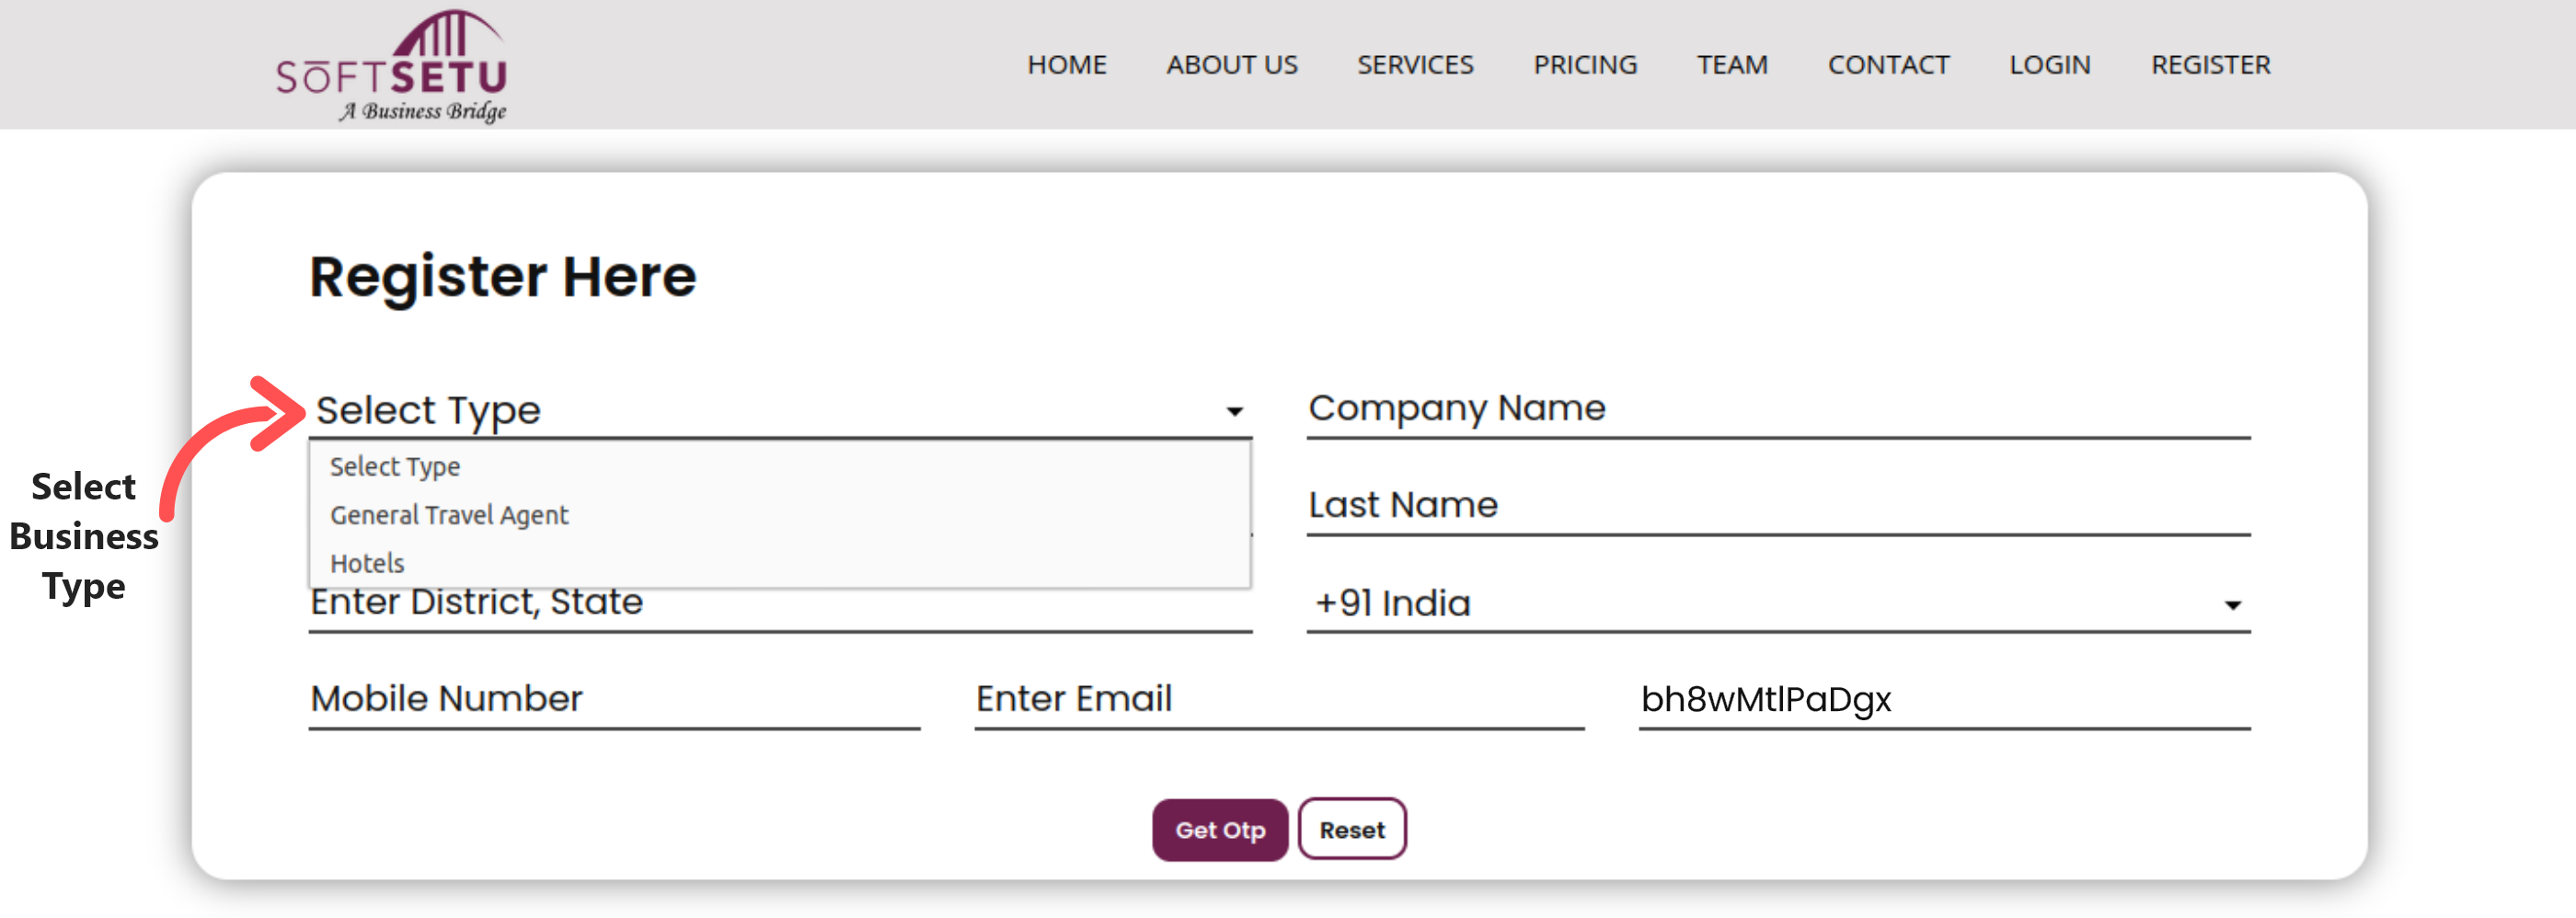 SōFTSETU
A Business Bridge
HOME ABOUT US SERVICES PRICING TEAM CONTACT LOGIN REGISTER
Register Here
Select Type
Company Name
Select Type
General Travel Agent
Hotels
Last Name
Select
Business
Type
Enter District, State
+91 India
Mobile Number
Enter Email
bh8wMtlPaDgx
Get Otp
Reset